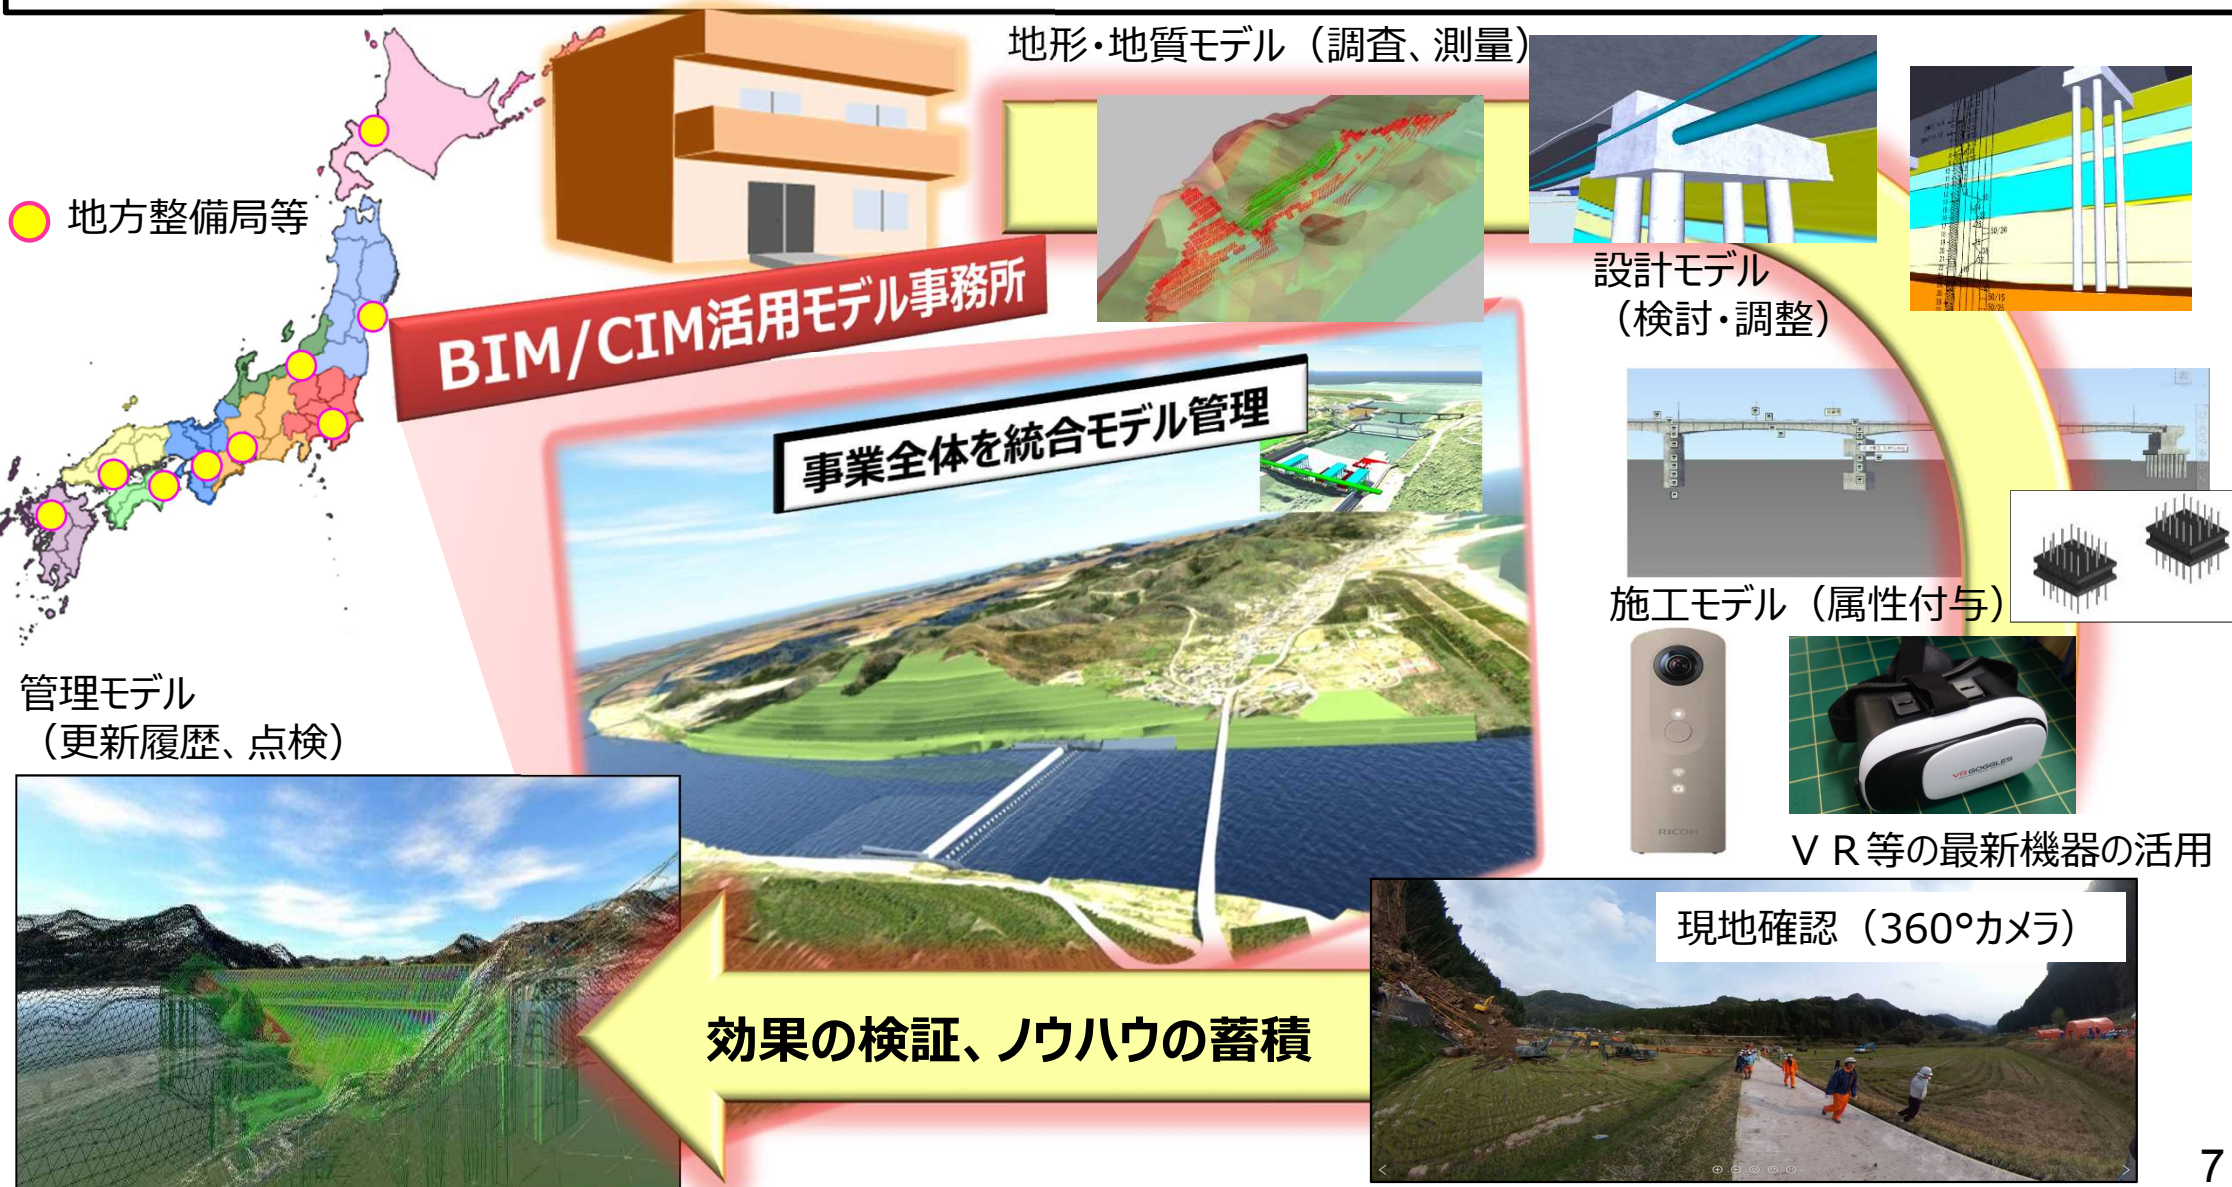 地形・地質モデル（調査、測量）
地方整備局等
BIM/CIM活用モデル事務所
設計モデル
（検討・調整）
事業全体を統合モデル管理
施工モデル（属性付与）
管理モデル
（更新履歴、点検）
RICOH
VR GOGGLES
ＶＲ等の最新機器の活用
現地確認（360°カメラ）
効果の検証、ノウハウの蓄積
7